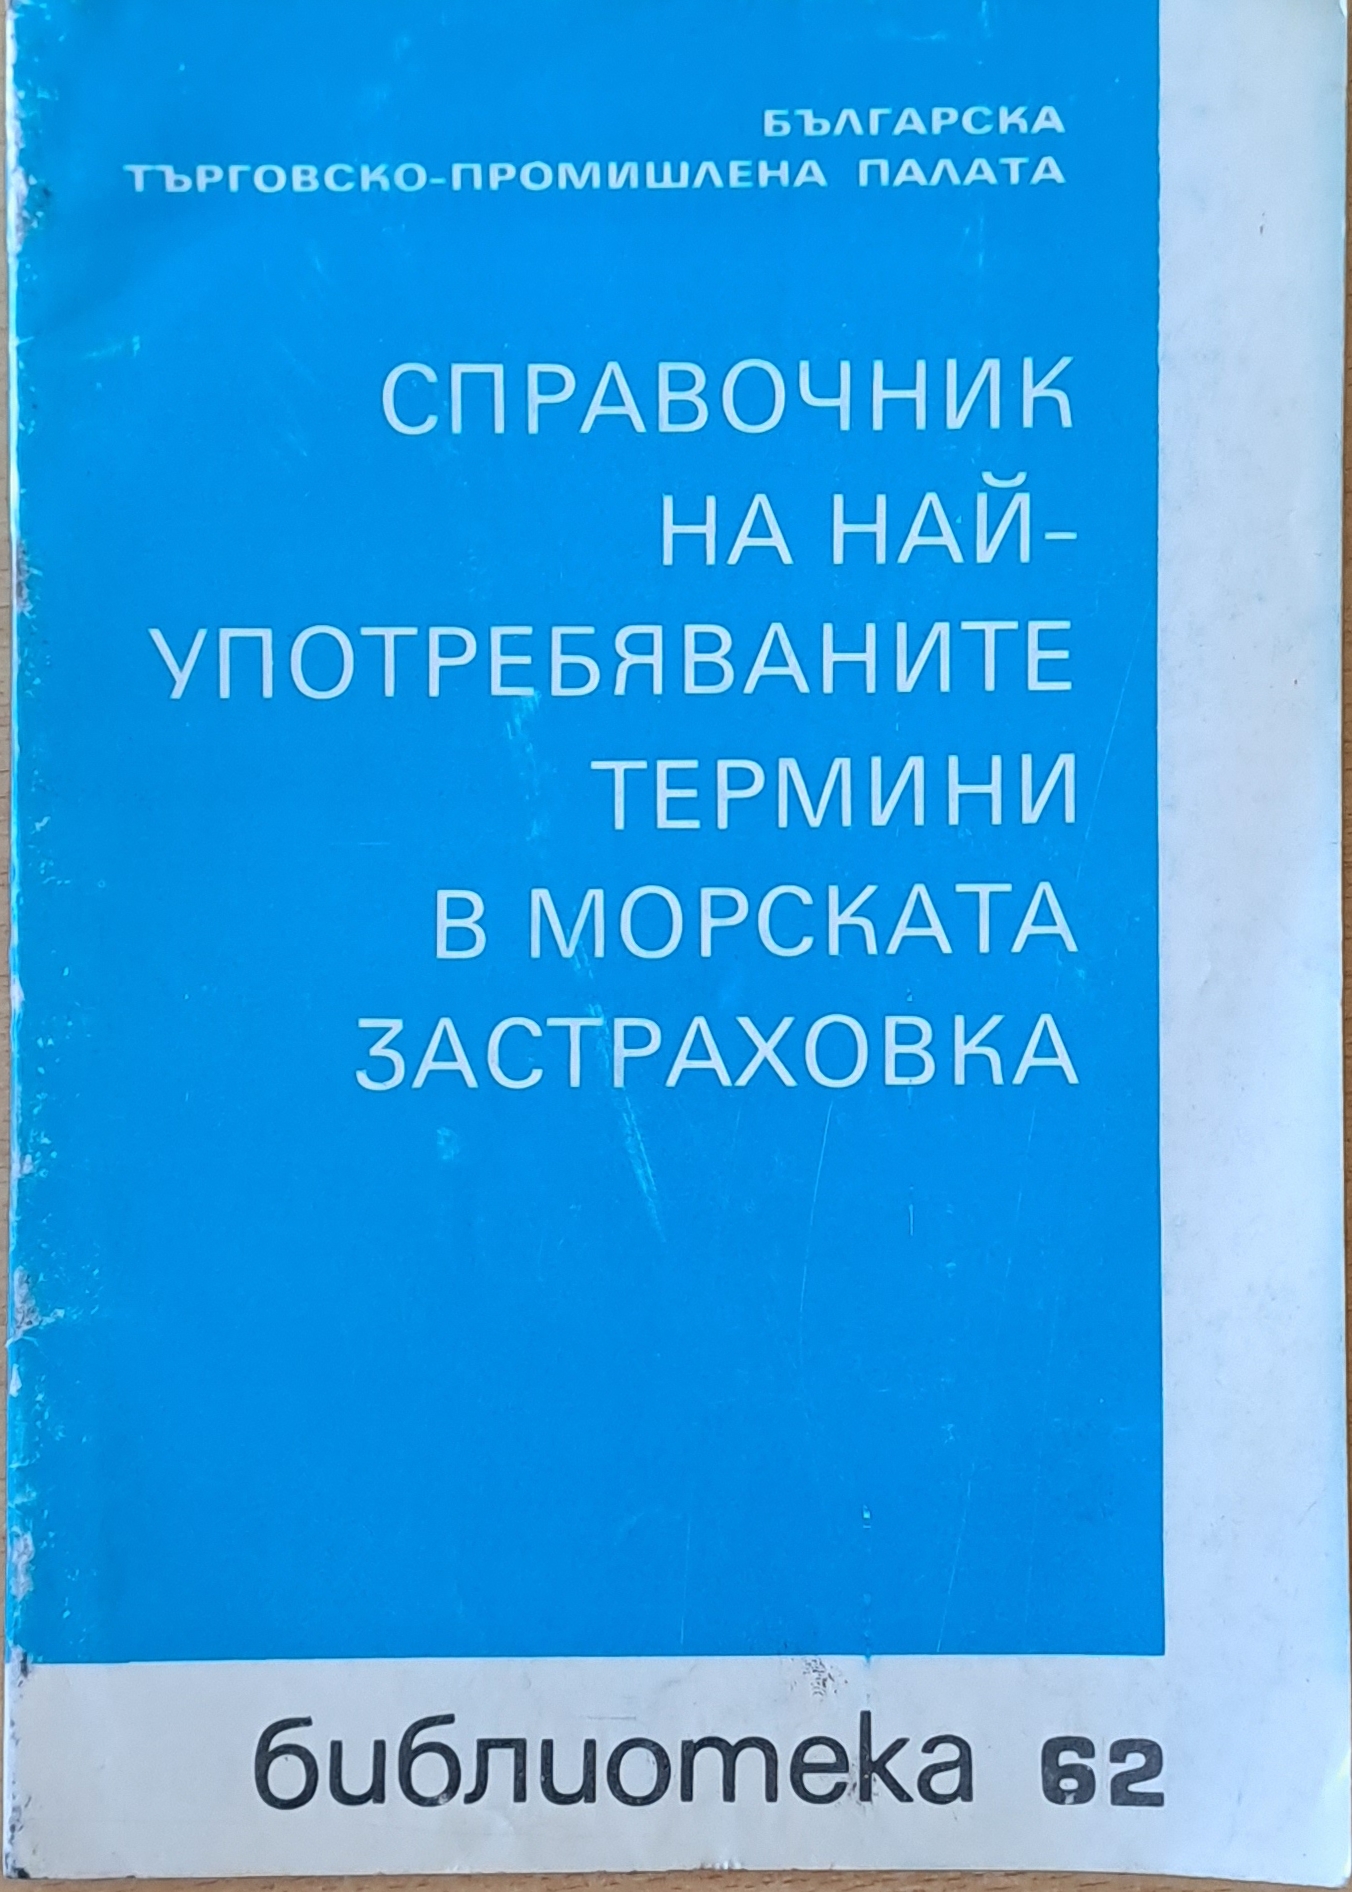 БЪЛГАРСКА
ТЪРГОВСКО-ПРОМИШЛЕНА ПАЛАТА
СПРАВОЧНИК
НА НАЙ-
УПОТРЕБЯВАНИТЕ
ТЕРМИНИ
В МОРСКАТА
ЗАСТРАХОВКА
библиотека 62